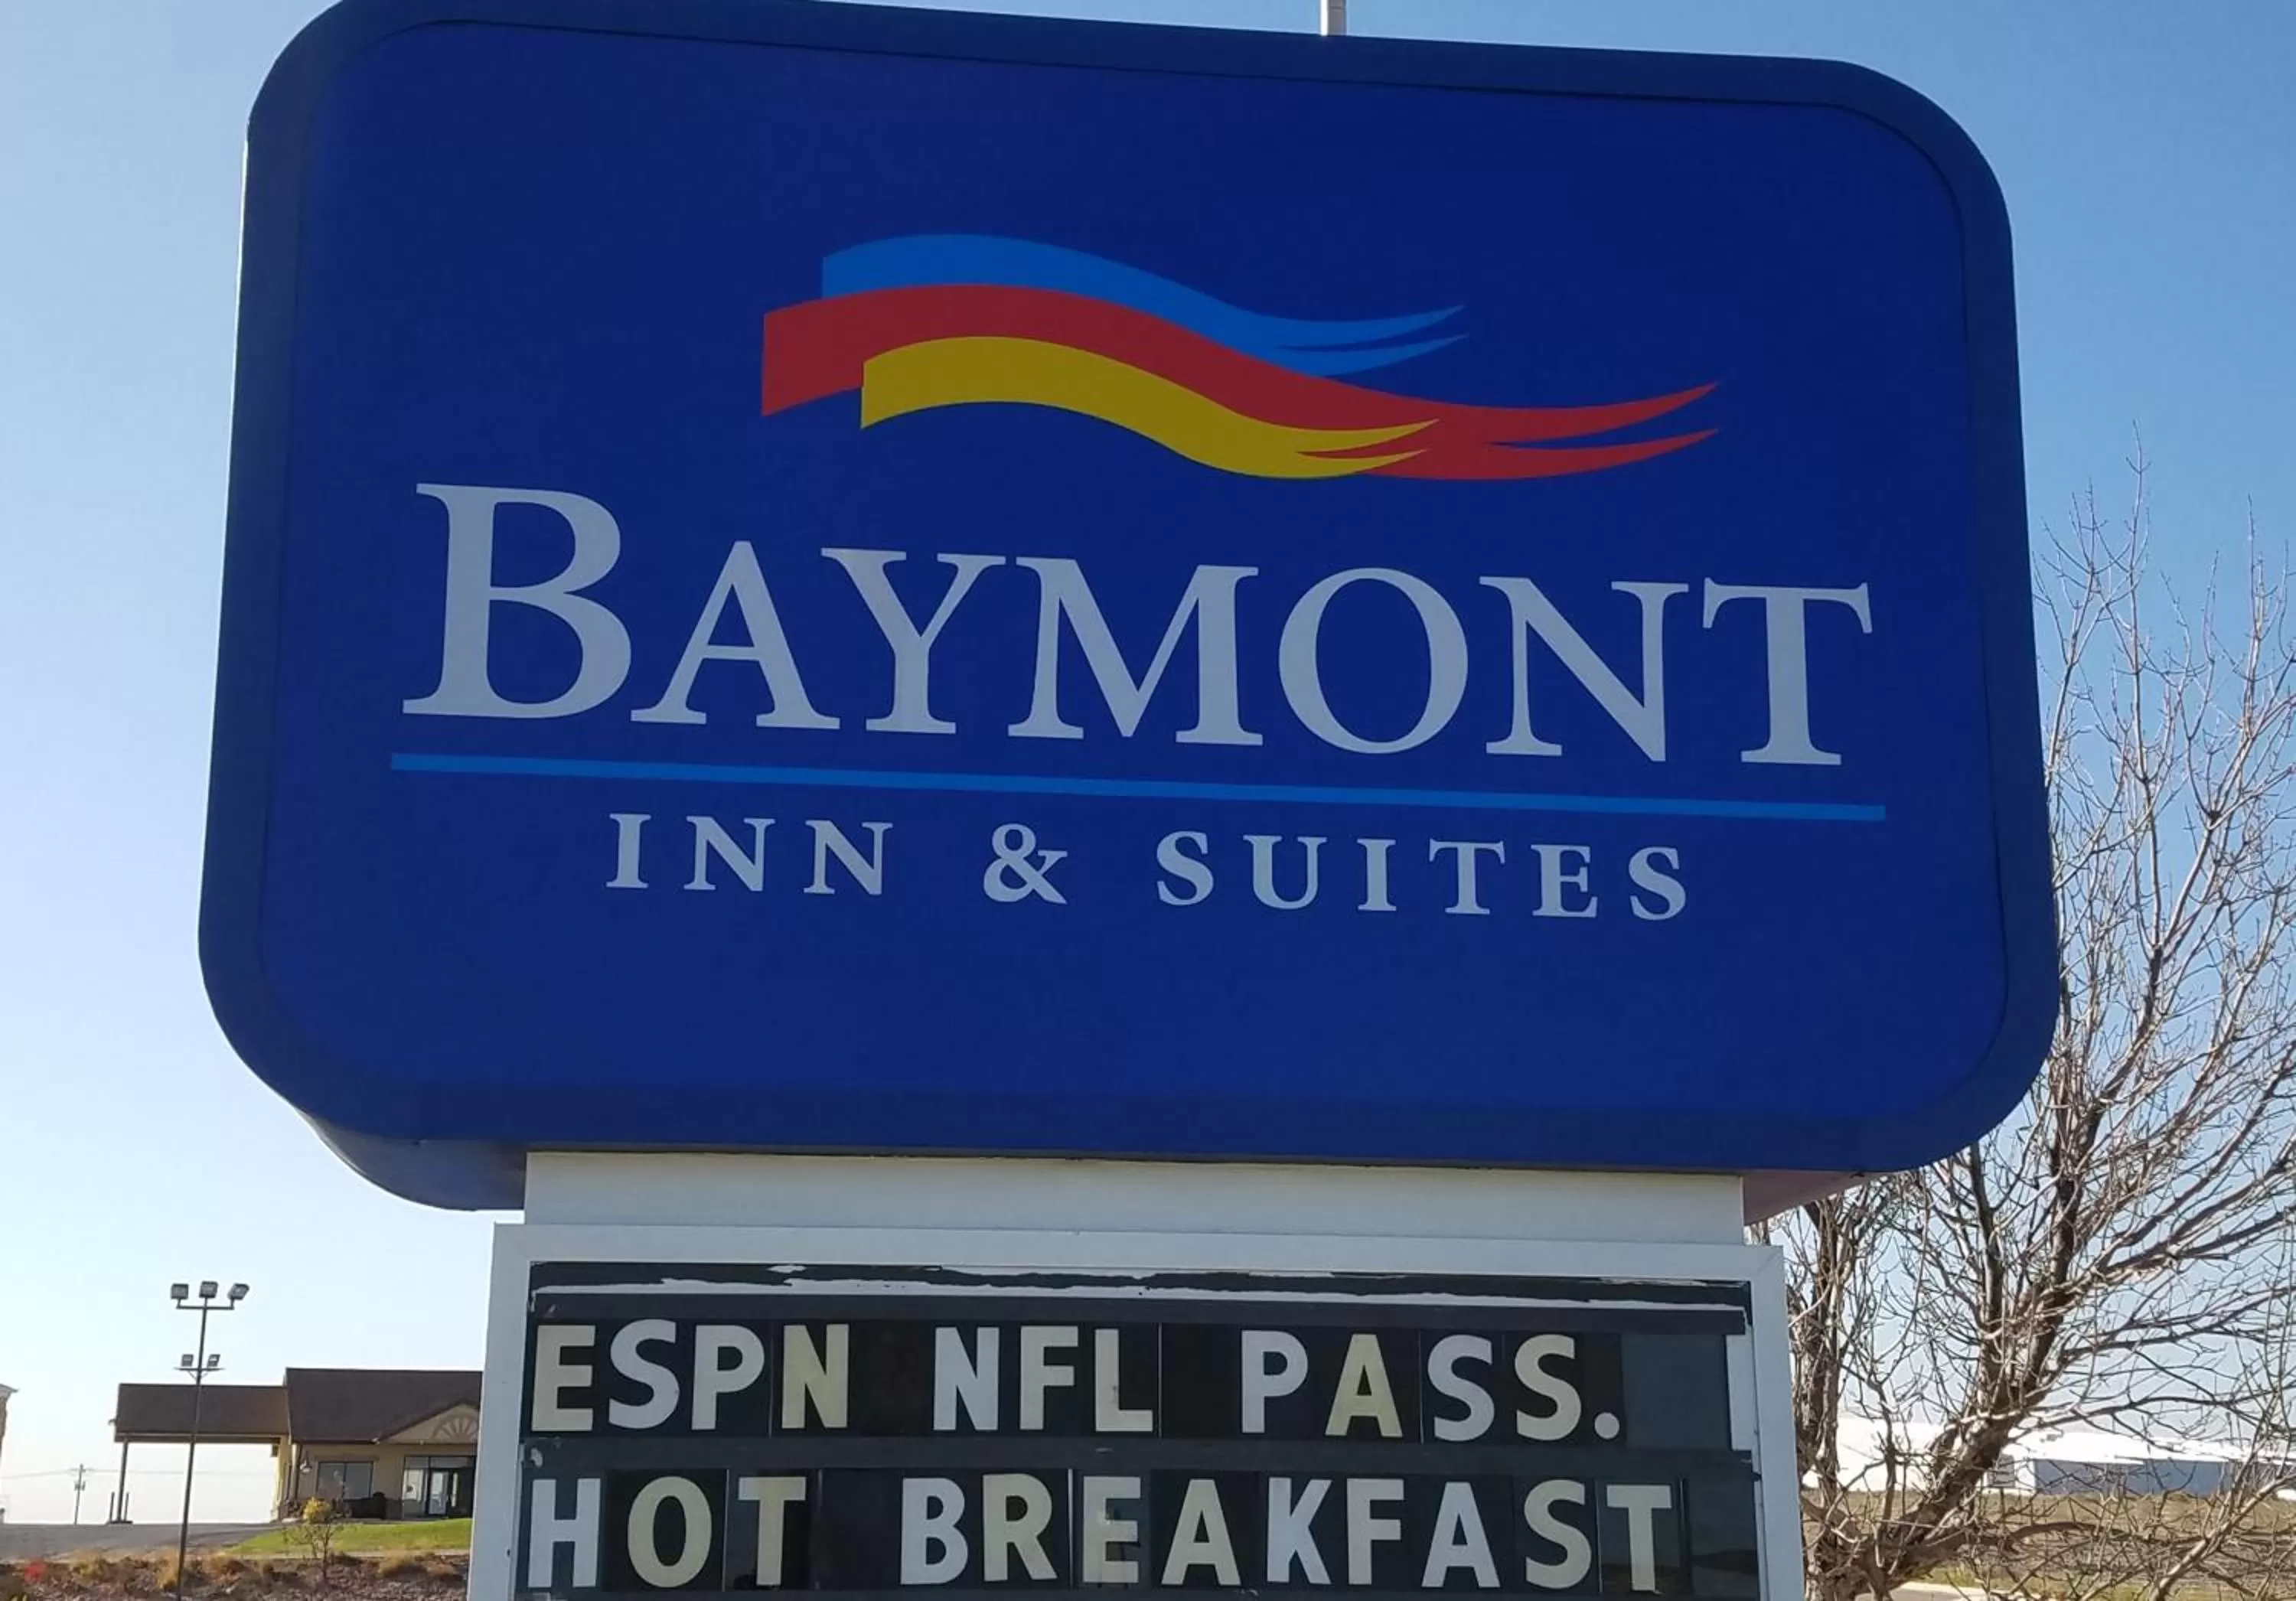 BAYMONT
INN & SUITES
ESPN NFL PASS.
HOT BREAKFAST